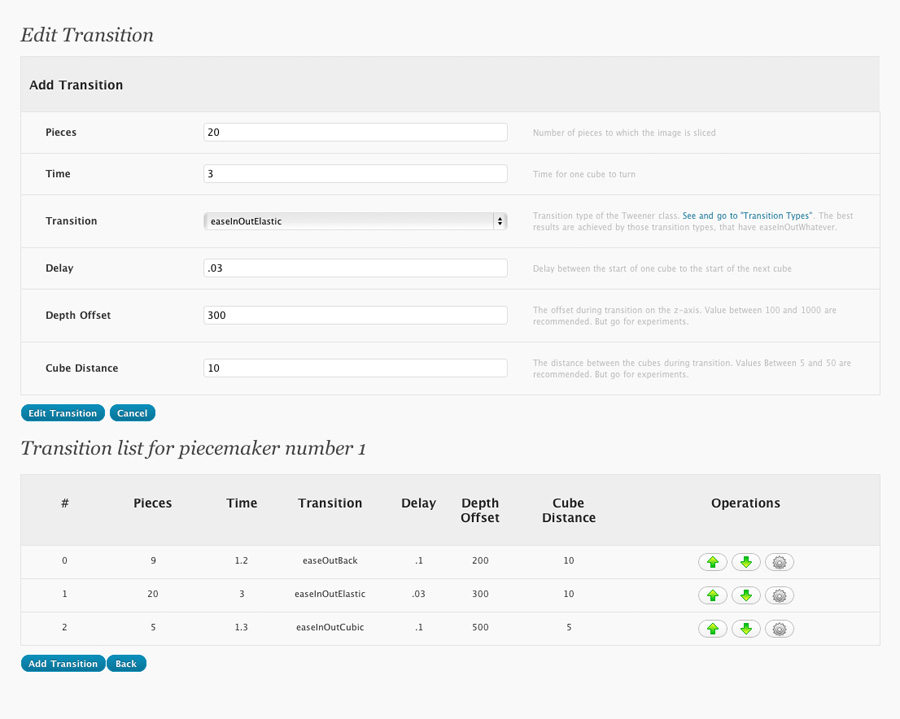 Edit Transition
Add Transition
Pieces 20 Number of pieces to which the image is sliced
Time 3 Time for one cube to turn
Transition easeInOutElastic Transition type of the Tweener class. See and go to "Transition Types". The best
results are achieved by those transition types, that have easeInOutWhatever.
Delay .03 Delay between the start of one cube to the start of the next cube
Depth Offset 300 The offset during transition on the z-axis. Value between 100 and 1000 are
recommended. But go for experiments.
Cube Distance 10 The distance between the cubes during transition. Values Between 5 and 50 are
recommended. But go for experiments.
Edit Transition Cancel
Transition list for piecemaker number 1
# Pieces Time Transition Delay Depth Offset Cube Distance Operations
0 9 1.2 easeOutBack .1 200 10
1 20 3 easeInOutElastic .03 300 10
2 5 1.3 easeInOutCubic .1 500 5
Add Transition Back